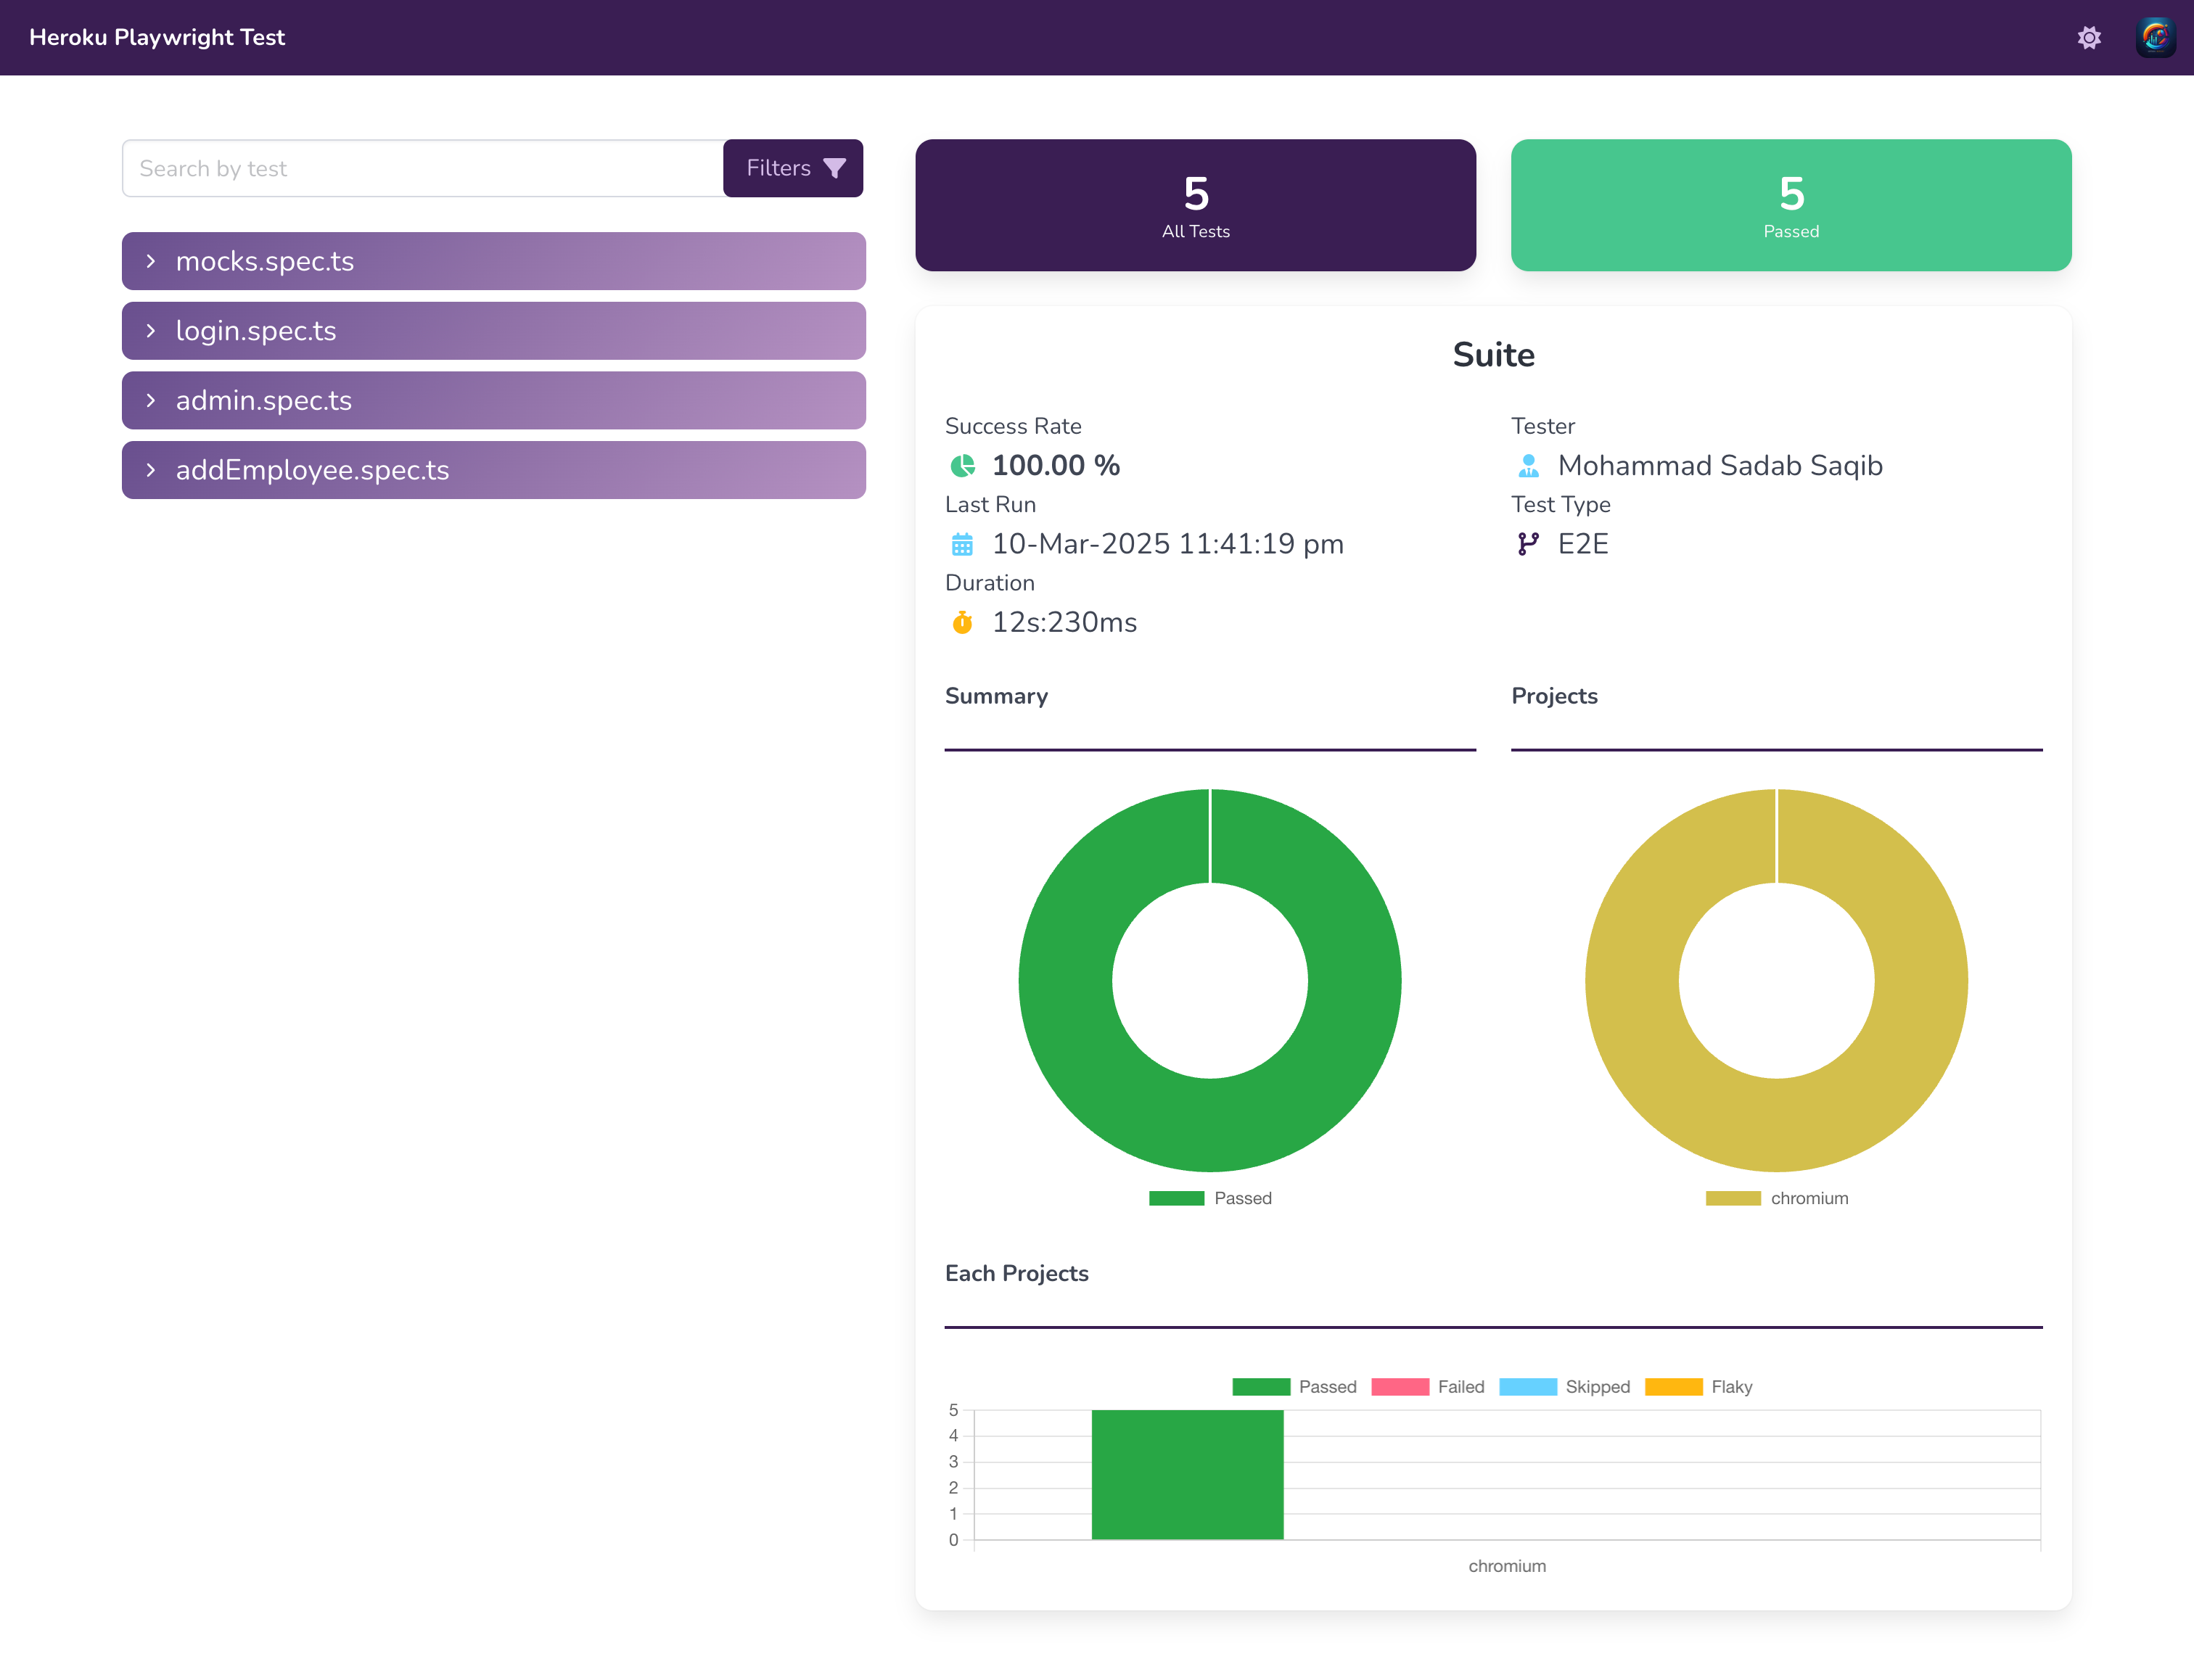 Heroku Playwright Test
Search by test
Filters
mocks.spec.ts
login.spec.ts
admin.spec.ts
addEmployee.spec.ts
5
All Tests
5
Passed
Suite
Success Rate
100.00 %
Last Run
10-Mar-2025 11:41:19 pm
Duration
12s:230ms
Tester
Mohammad Sadab Saqib
Test Type
E2E
Summary
Passed
Projects
chromium
Each Projects
Passed Failed Skipped Flaky
5
4
3
2
1
0
chromium